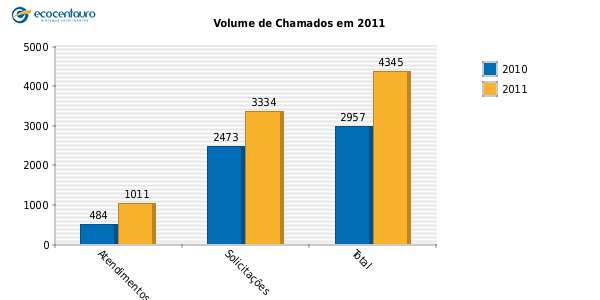 ecocentauro
Volume de Chamados em 2011
5000
4000
3000
2000
1000
0
484
1011
2473
3334
2957
4345
Atendimentos
Solicitações
Total
2010
2011